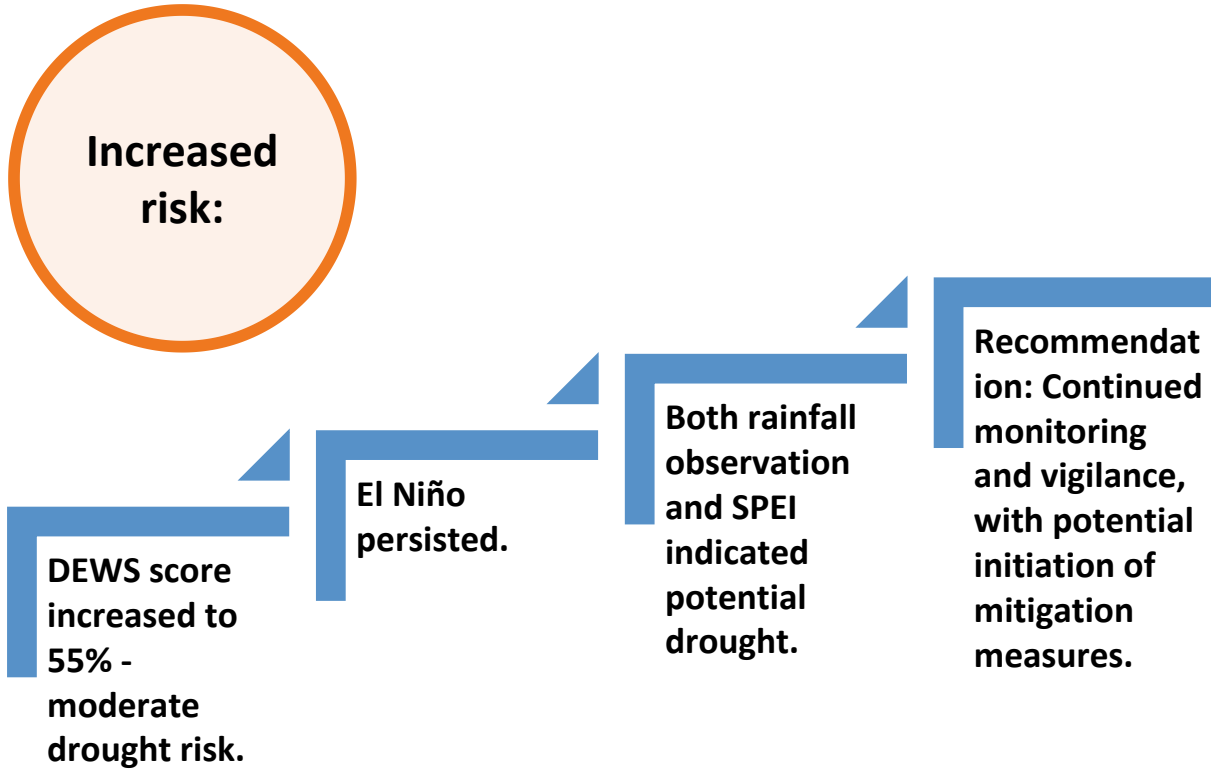 Increased
risk:
DEWS score
increased to
55% -
moderate
drought risk.
El Niño
persisted.
Both rainfall
observation
and SPEI
indicated
potential
drought.
Recommendat
ion: Continued
monitoring
and vigilance,
with potential
initiation of
mitigation
measures.